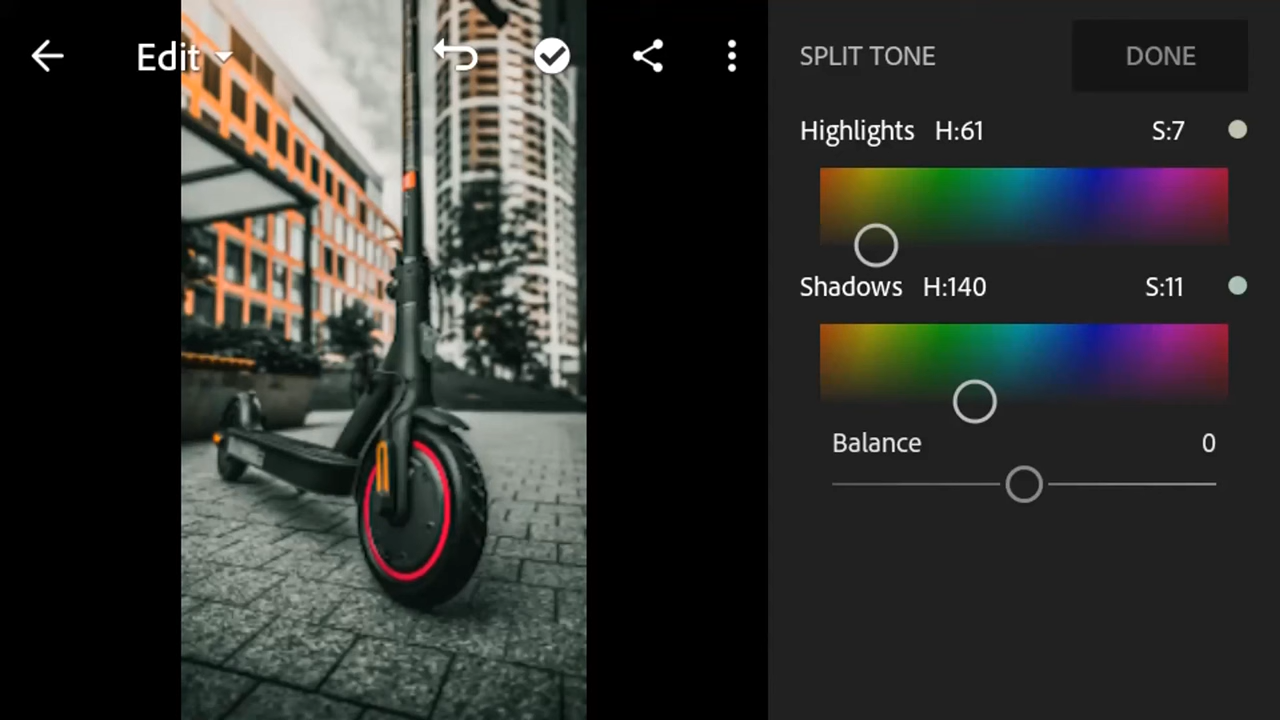 Edit
SPLIT TONE
DONE
Highlights H:61 S:7
Shadows H:140 S:11
Balance 0